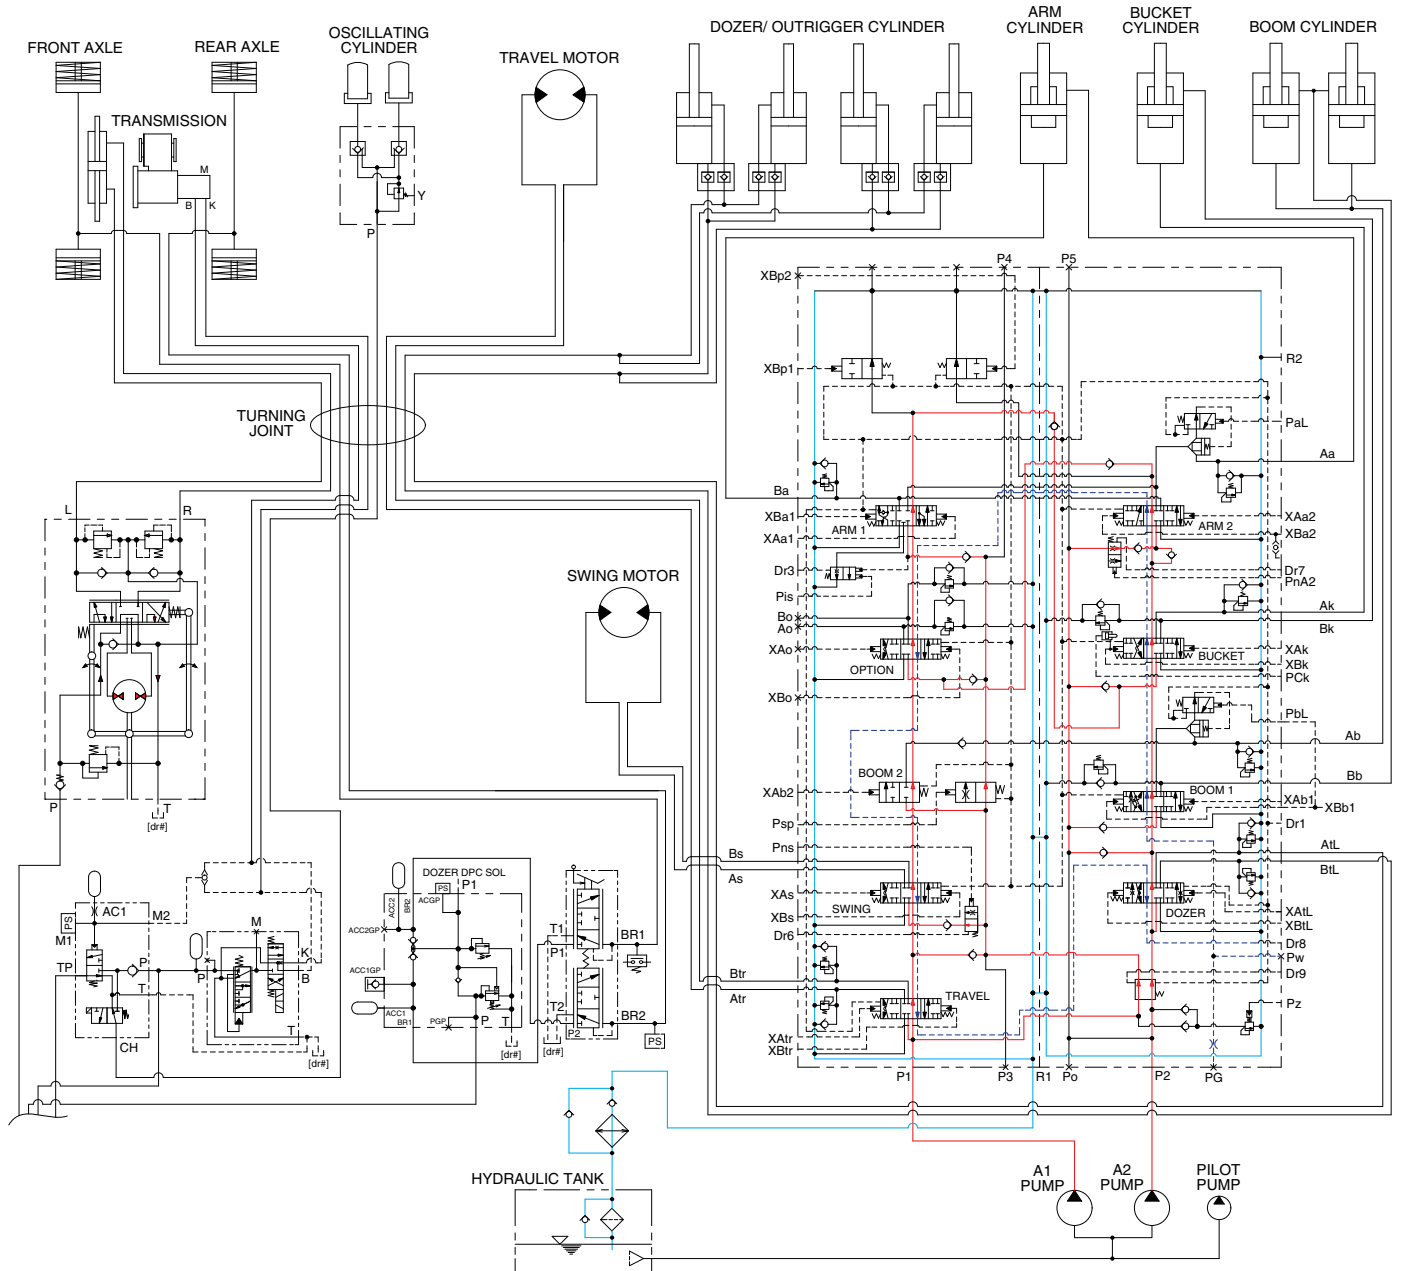 FRONT AXLE
REAR AXLE
OSCILLATING
CYLINDER
TRAVEL MOTOR
DOZER/ OUTRIGGER CYLINDER
ARM
CYLINDER
BUCKET
CYLINDER
BOOM CYLINDER
TRANSMISSION
M
B
K
Y
P
TURNING
JOINT
P4
P5
XBp2
XBp1
R2
PaL
Aa
Ba
XBa1
ARM 1
XAa1
ARM 2
XAa2
XBa2
Dr3
Dr7
PnA2
Pis
Bo
Ao
Ak
Bk
XAo
OPTION
BUCKET
XAk
XBk
PCk
XBo
PbL
Ab
Bb
BOOM 2
BOOM 1
XAb2
XAb1
XBb1
Psp
Dr1
Pns
AtL
BtL
Bs
As
XAs
SWING
XBs
Dr6
DOZER
XAtL
XBtL
Dr8
Pw
Dr9
Btr
Atr
TRAVEL
Pz
XAtr
XBtr
P1
P3
R1
Po
P2
PG
L
R
P
T
[dr#]
SWING MOTOR
AC1
PS
M1
M2
TP
P
T
CH
M
P
K
B
T
[dr#]
DOZER DPC SOL
PS
P1
ACGP
ACC2
BR2
ACC2GP
ACC1GP
ACC1
BR1
PGP
P
T
[dr#]
T1
P1
BR1
T2
P2
BR2
[dr#]
PS
HYDRAULIC TANK
A1
PUMP
A2
PUMP
PILOT
PUMP